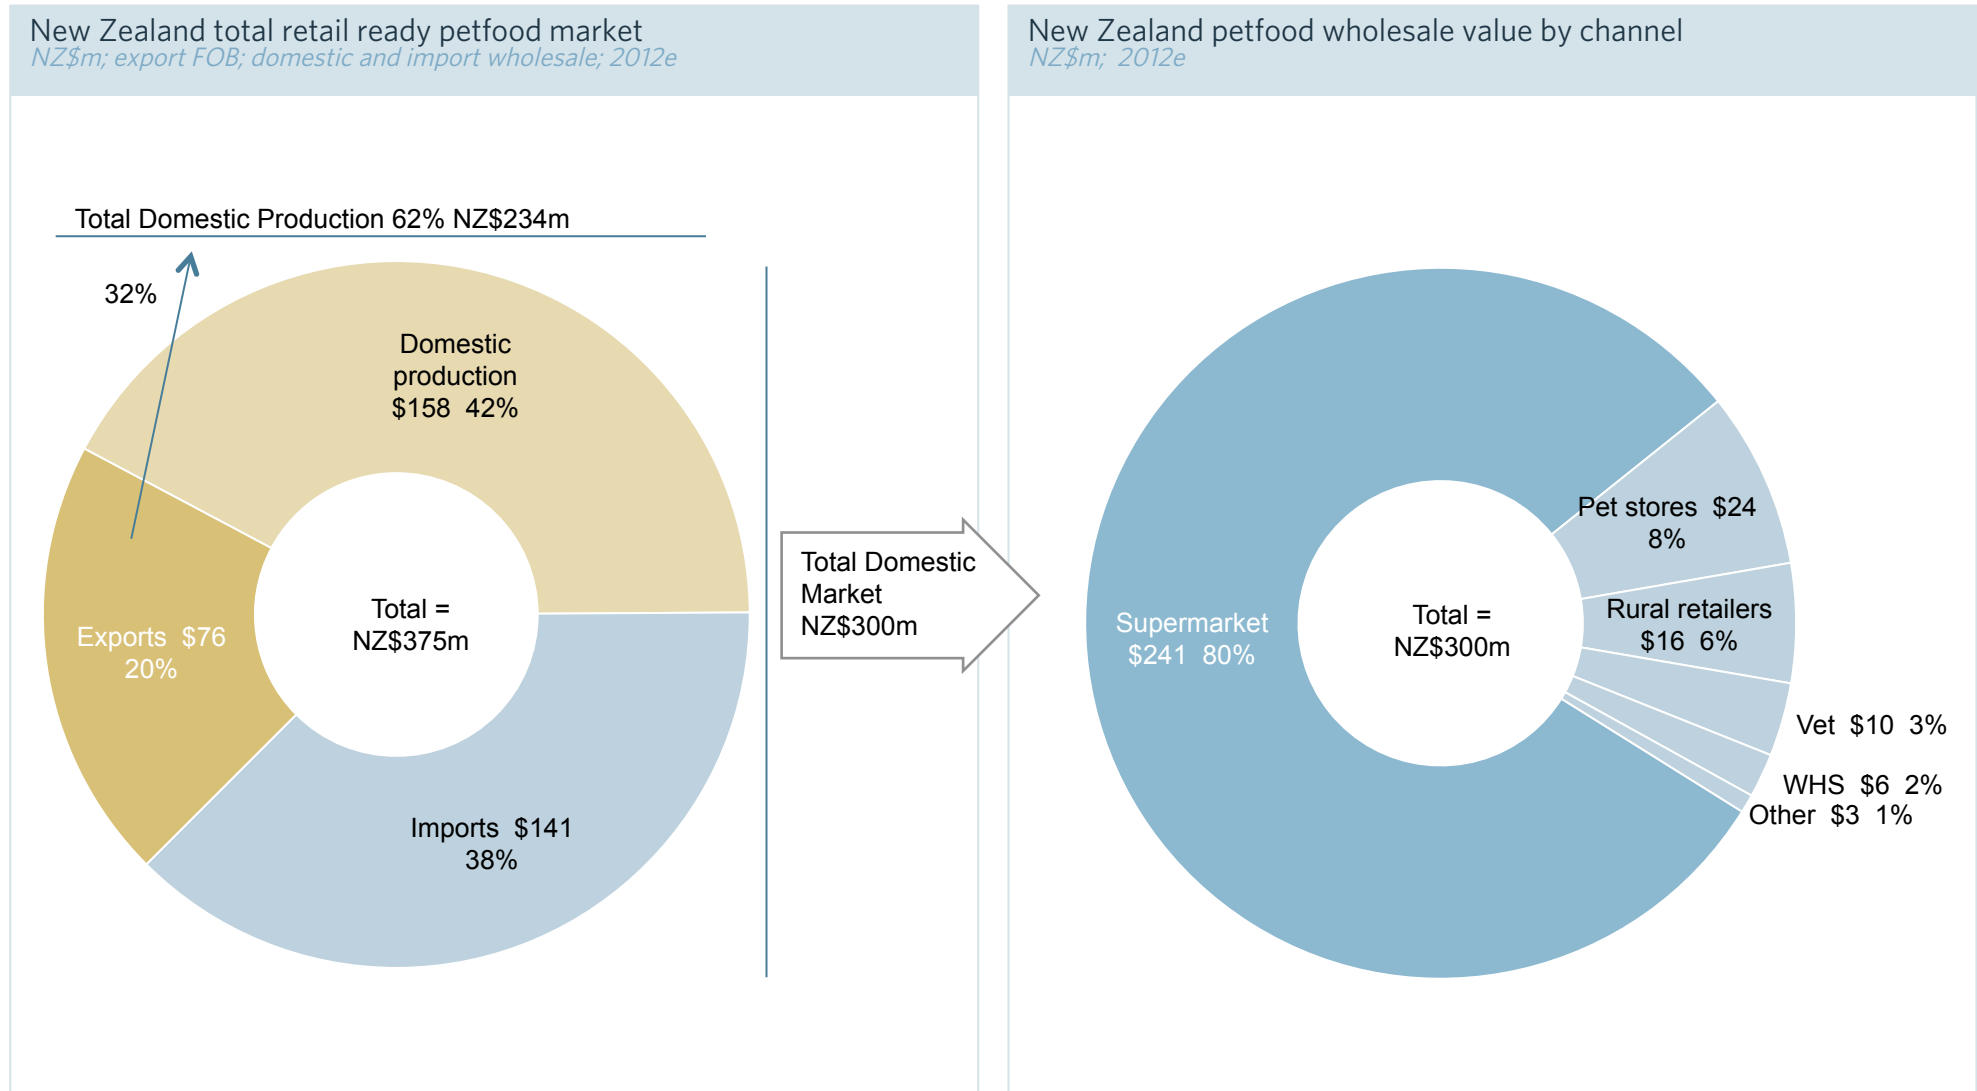 New Zealand total retail ready petfood market
NZ$m; export FOB; domestic and import wholesale; 2012e
Total Domestic Production 62% NZ$234m
32%
Domestic
production
$158 42%
Exports $76
20%
Total =
NZ$375m
Imports $141
38%
Total Domestic
Market
NZ$300m
New Zealand petfood wholesale value by channel
NZ$m; 2012e
Supermarket
$241 80%
Total =
NZ$300m
Pet stores $24
8%
Rural retailers
$16 6%
Vet $10 3%
WHS $6 2%
Other $3 1%